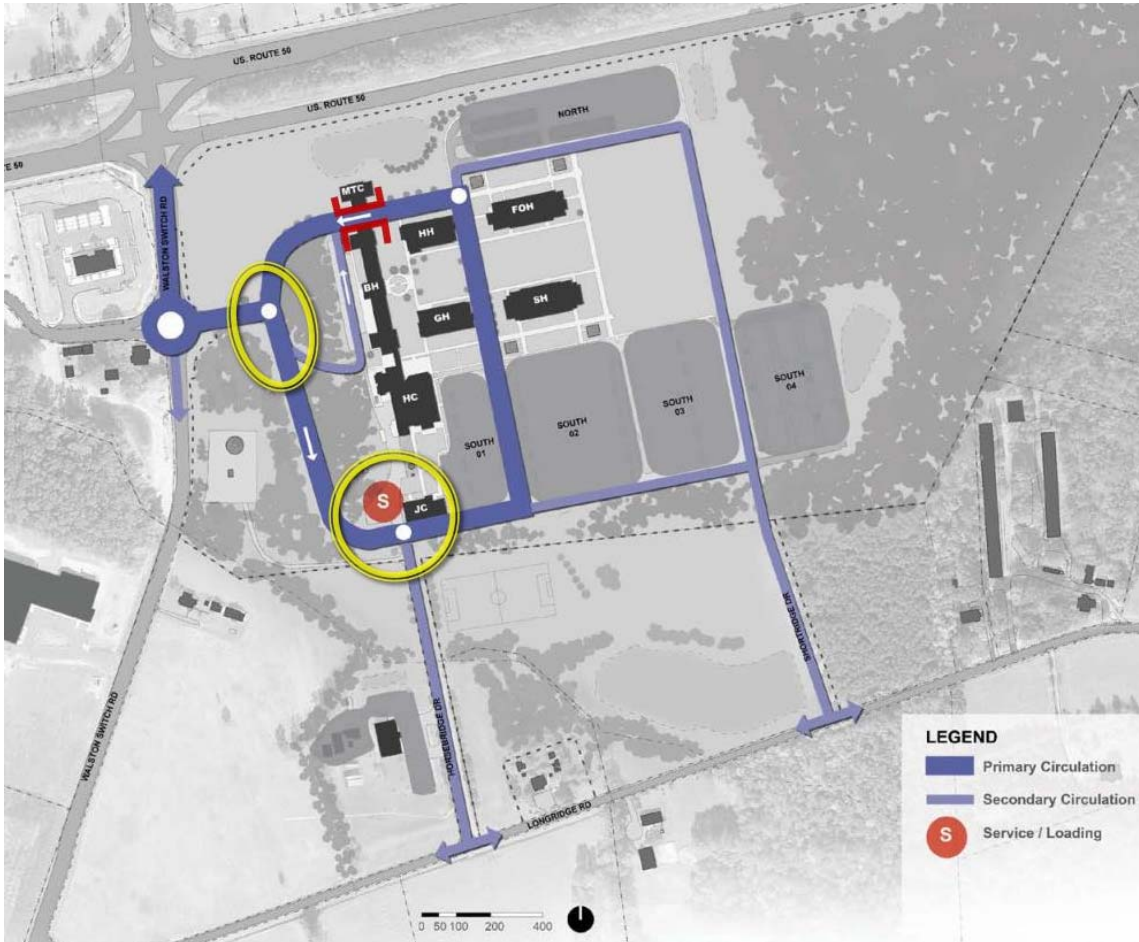 US. ROUTE 50
US. ROUTE 50
TE 50
NORTH
MTC
WALSTON SWITCH RD
FOH
HH
BH
SH
GH
HC
SOUTH
01
SOUTH
02
SOUTH
03
SOUTH
04
S
JC
SHORTRIDGE DR
HORSEBRIDGE DR
WALSTON SWITCH RD
LONGRIDGE RD
LEGEND
Primary Circulation
Secondary Circulation
S
Service / Loading
0 50 100 200 400